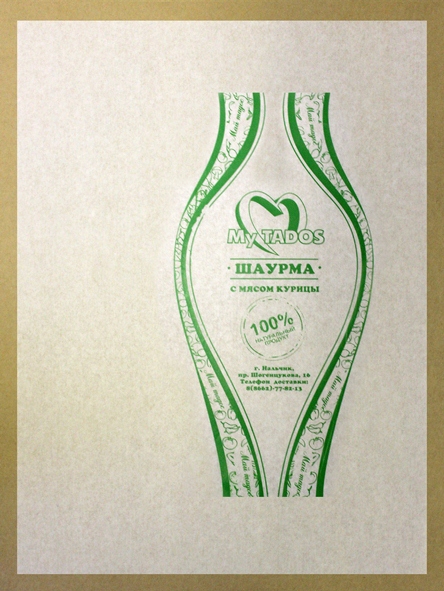 My TADOS
· ШАУРМА ·
С МЯСОМ КУРИЦЫ
100%
НАТУРАЛЬНЫЙ
ПРОДУКТ
г. Нальчик,
пр. Шогенцукова, 16
Телефон доставки:
8(8662)-77-82-13